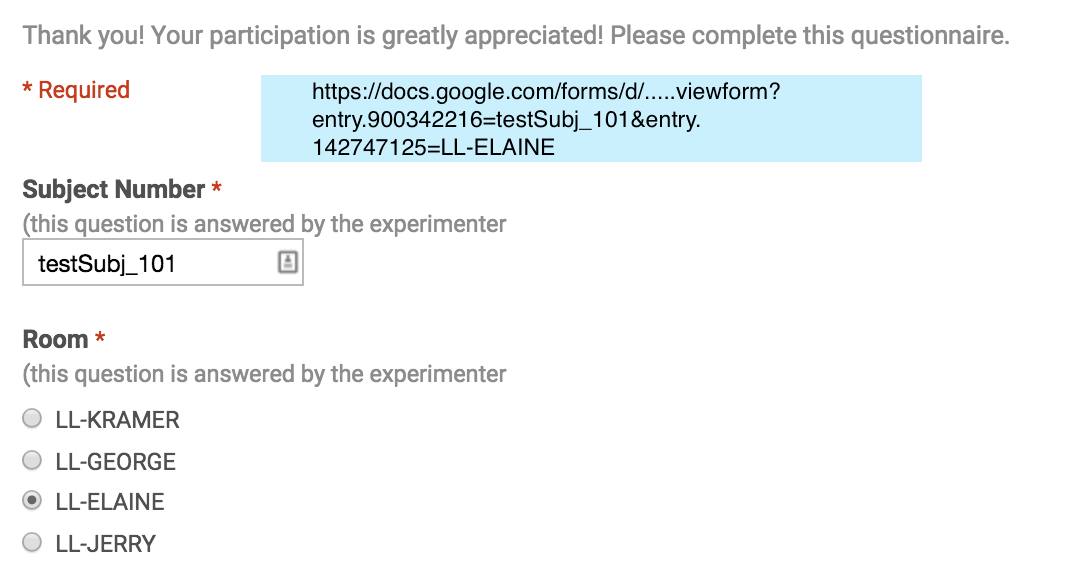 Thank you! Your participation is greatly appreciated! Please complete this questionnaire.
* Required
https://docs.google.com/forms/d/.....viewform?
entry.900342216=testSubj_101&entry.
142747125=LL-ELAINE
Subject Number *
(this question is answered by the experimenter
testSubj_101
Room *
(this question is answered by the experimenter
LL-KRAMER
LL-GEORGE
LL-ELAINE
LL-JERRY